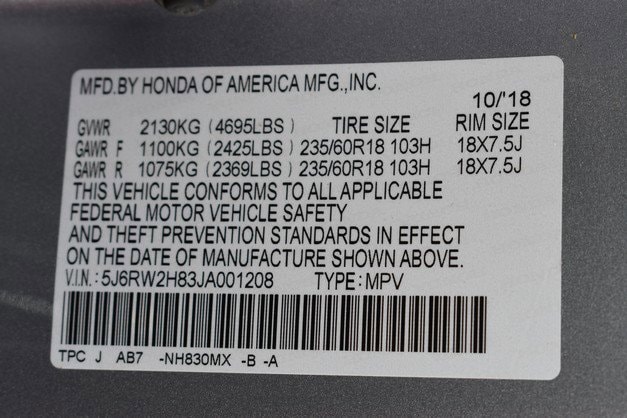 MFD.BY HONDA OF AMERICA MFG.,INC.
10/'18
GVWR 2130KG (4695LBS) TIRE SIZE RIM SIZE
GAWR F 1100KG (2425LBS) 235/60R18 103H 18X7.5J
GAWR R 1075KG (2369LBS) 235/60R18 103H 18X7.5J
THIS VEHICLE CONFORMS TO ALL APPLICABLE
FEDERAL MOTOR VEHICLE SAFETY
AND THEFT PREVENTION STANDARDS IN EFFECT
ON THE DATE OF MANUFACTURE SHOWN ABOVE.
V.I.N.: 5J6RW2H83JA001208 TYPE:MPV
TPC J AB7 -NH830MX -B -A